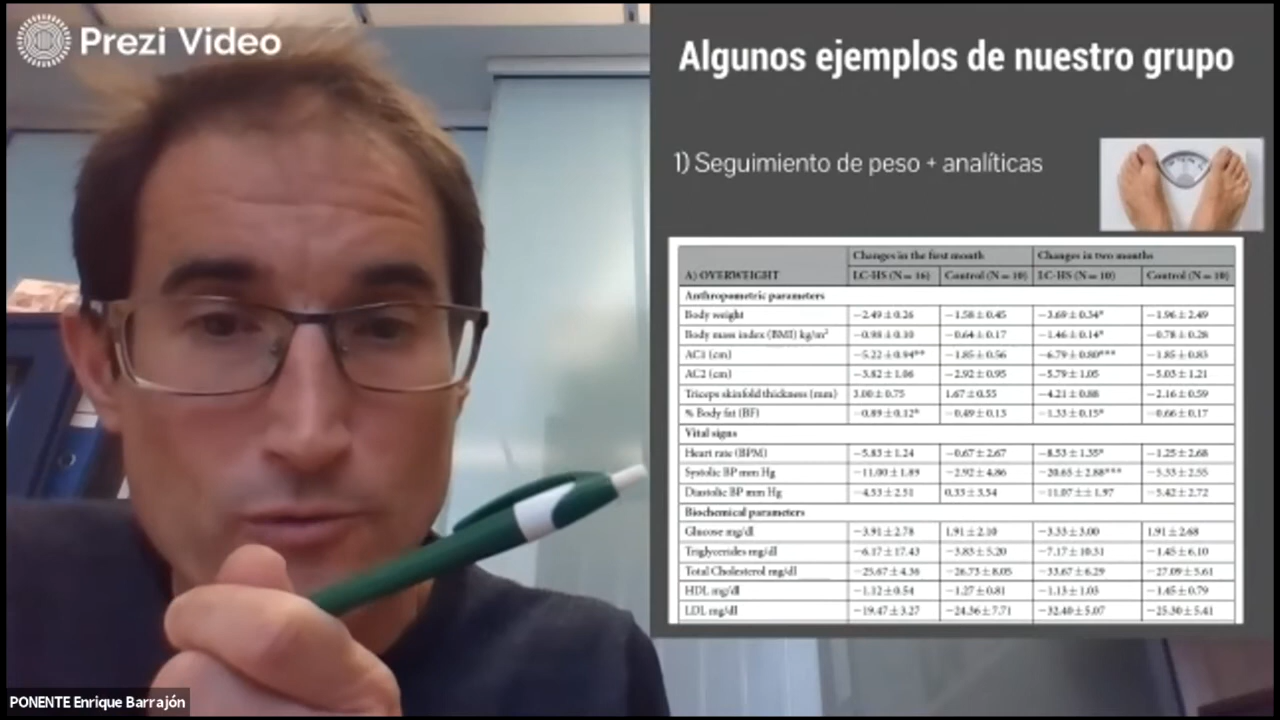 Prezi Video
Algunos ejemplos de nuestro grupo
1) Seguimiento de peso + analíticas
Changes in the first month Changes in two months
A) OVERWEIGHT LC-HS (N = 16) Control (N = 10) LC-HS (N = 10) Control (N = 10)
Anthropometric parameters
Body weight −2.49 ± 0.26 −1.58 ± 0.45 −3.69 ± 0.34* −1.96 ± 2.49
Body mass index (BMI) kg/m² −0.98 ± 0.10 −0.64 ± 0.17 −1.46 ± 0.14* −0.78 ± 0.28
AC1 (cm) −5.22 ± 0.94** −1.85 ± 0.56 −6.79 ± 0.80*** −1.85 ± 0.83
AC2 (cm) −3.82 ± 1.06 −2.92 ± 0.95 −5.79 ± 1.05 −5.03 ± 1.21
Triceps skinfold thickness (mm) 3.00 ± 0.75 1.67 ± 0.55 −4.21 ± 0.88 −2.16 ± 0.59
% Body fat (BF) −0.89 ± 0.12* −0.49 ± 0.13 −1.33 ± 0.15* −0.66 ± 0.17
Vital signs
Heart rate (BPM) −5.83 ± 1.24 −0.67 ± 2.67 −8.53 ± 1.35* −1.25 ± 2.68
Systolic BP mm Hg −11.00 ± 1.89 −2.92 ± 4.86 −20.65 ± 2.88*** −5.33 ± 2.55
Diastolic BP mm Hg −4.53 ± 2.51 0.33 ± 3.54 −11.07 ± ± 1.97 −5.42 ± 2.72
Biochemical parameters
Glucose mg/dl −3.91 ± 2.78 1.91 ± 2.10 −3.33 ± 3.00 1.91 ± 2.68
Triglycerides mg/dl −6.17 ± 17.43 −3.83 ± 5.20 −7.17 ± 10.31 −1.45 ± 6.10
Total Cholesterol mg/dl −25.67 ± 4.36 −26.73 ± 8.05 −33.67 ± 6.29 −27.09 ± 5.61
HDL mg/dl −1.12 ± 0.54 −1.27 ± 0.81 −1.13 ± 1.03 −1.45 ± 0.79
LDL mg/dl −19.47 ± 3.27 −24.36 ± 7.71 −32.40 ± 5.07 −25.30 ± 5.41
PONENTE Enrique Barrajón